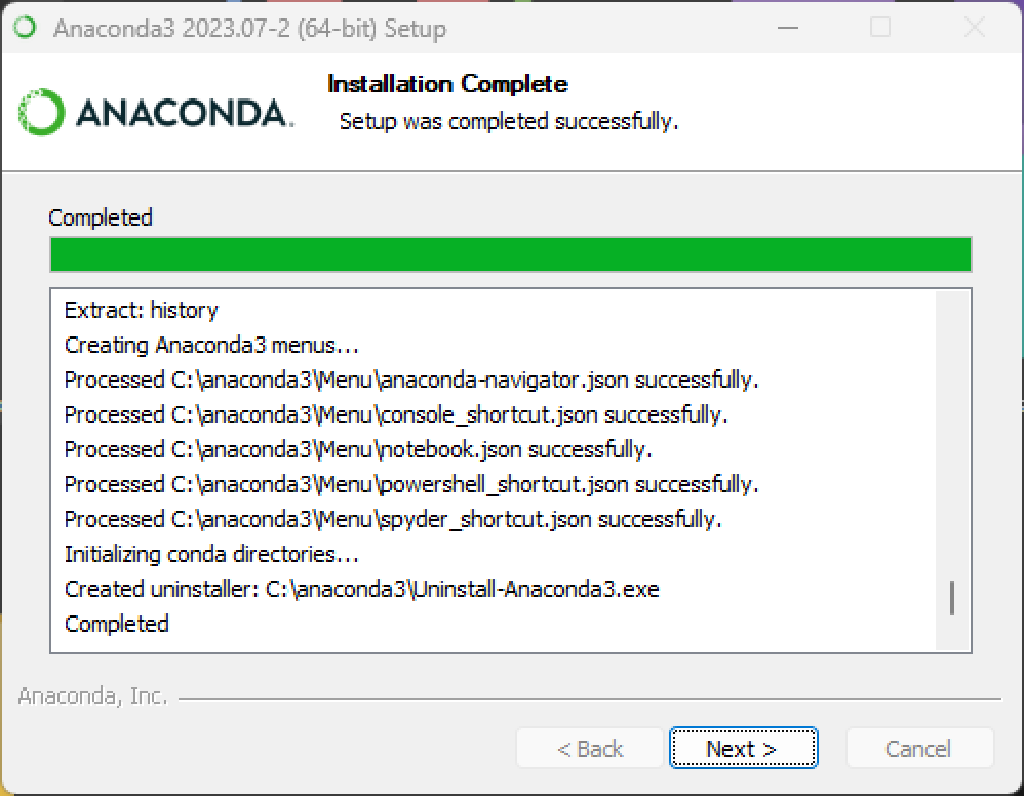 Anaconda3 2023.07-2 (64-bit) Setup
ANACONDA.
Installation Complete
Setup was completed successfully.
Completed
Extract: history
Creating Anaconda3 menus...
Processed C:\anaconda3\Menu\anaconda-navigator.json successfully.
Processed C:\anaconda3\Menu\console_shortcut.json successfully.
Processed C:\anaconda3\Menu\notebook.json successfully.
Processed C:\anaconda3\Menu\powershell_shortcut.json successfully.
Processed C:\anaconda3\Menu\spyder_shortcut.json successfully.
Initializing conda directories...
Created uninstaller: C:\anaconda3\Uninstall-Anaconda3.exe
Completed
Anaconda, Inc.
< Back Next > Cancel